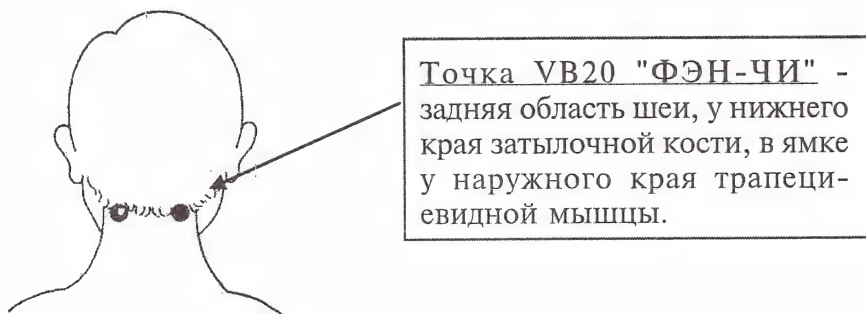 Точка VB20 "ФЭН-ЧИ" -
задняя область шеи, у нижнего
края затылочной кости, в ямке
у наружного края трапеци-
евидной мышцы.